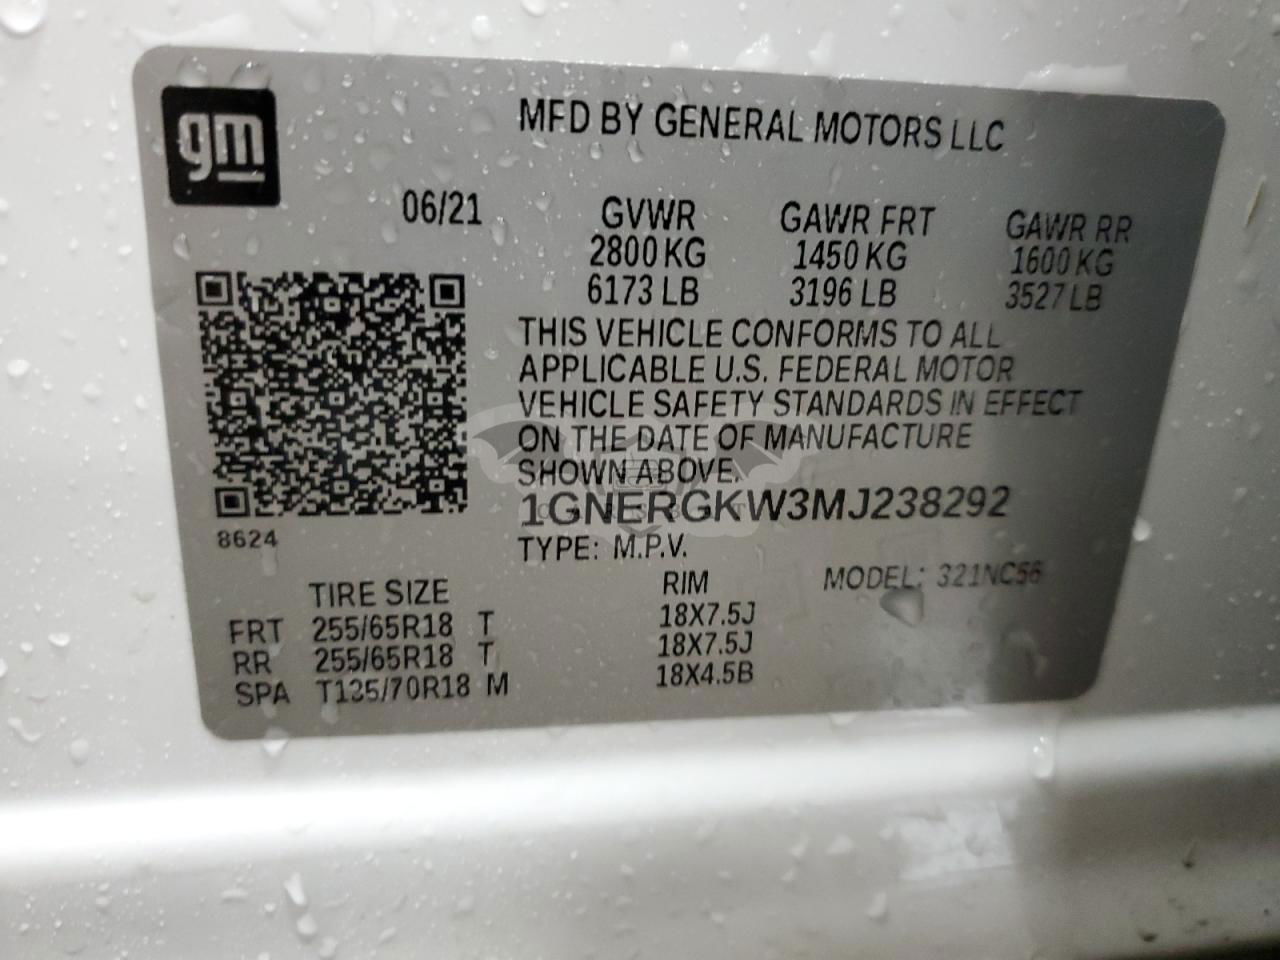 gm
MFD BY GENERAL MOTORS LLC
06/21 GVWR GAWR FRT GAWR RR
2800 KG 1450 KG 1600 KG
6173 LB 3196 LB 3527 LB
THIS VEHICLE CONFORMS TO ALL
APPLICABLE U.S. FEDERAL MOTOR
VEHICLE SAFETY STANDARDS IN EFFECT
ON THE DATE OF MANUFACTURE
SHOWN ABOVE.
1GNERGKW3MJ238292
8624
TYPE: M.P.V.
TIRE SIZE RIM MODEL: 321NC56
FRT 255/65R18 T 18X7.5J
RR 255/65R18 T 18X7.5J
SPA T135/70R18 M 18X4.5B